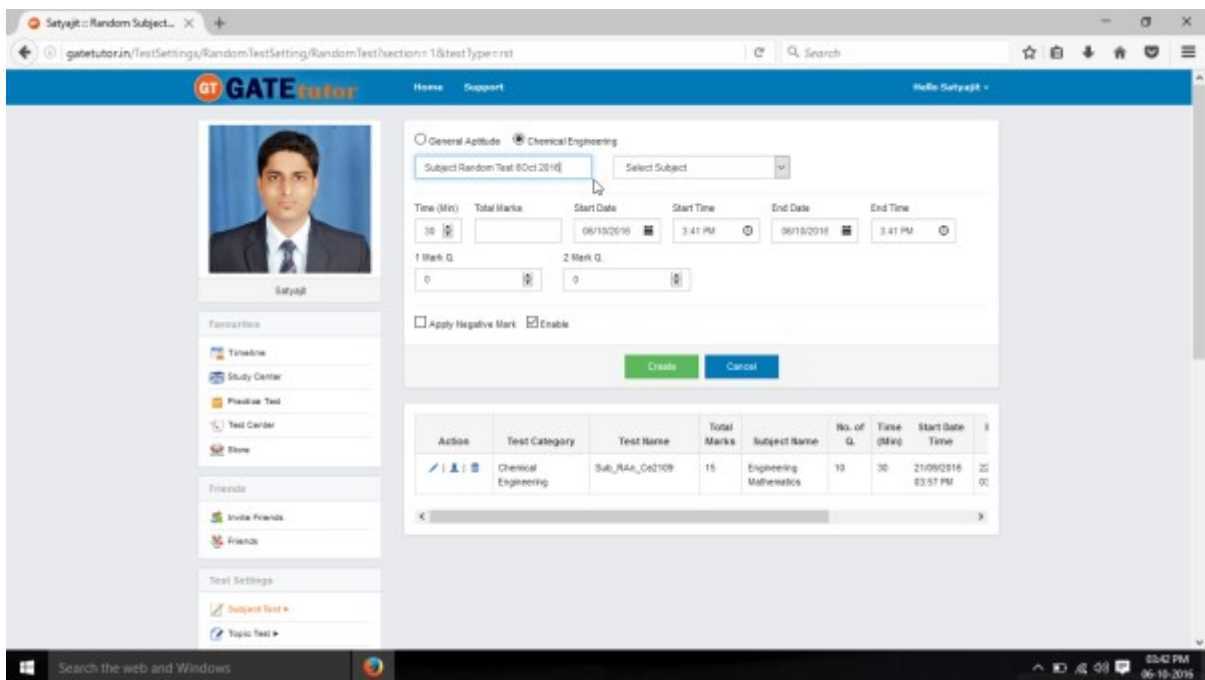 Satyajit :: Random Subject...
gatetutor.in/TestSettings/RandomTestSetting/RandomTest?section=1&testType=rst
Search
GT GATEtutor
Home Support
Hello Satyajit
Satyajit
Favourites
Timeline
Study Center
Practise Test
Test Center
Store
Friends
Invite Friends
Friends
Test Settings
Subject Test
Topic Test
General Aptitude Chemical Engineering
Subject Random Test 6Oct 2016 Select Subject
Time (Min) Total Marks Start Date Start Time End Date End Time
30 06/10/2016 3:41 PM 06/10/2016 3:41 PM
1 Mark Q. 2 Mark Q.
0 0
Apply Negative Mark Enable
Create Cancel
Action Test Category Test Name Total Marks Subject Name No. of Q. Time (Min) Start Date Time
Chemical Engineering 15 Engineering Mathematics 10 30 21/09/2016 03:57 PM
Search the web and Windows
03:42 PM
06-10-2016